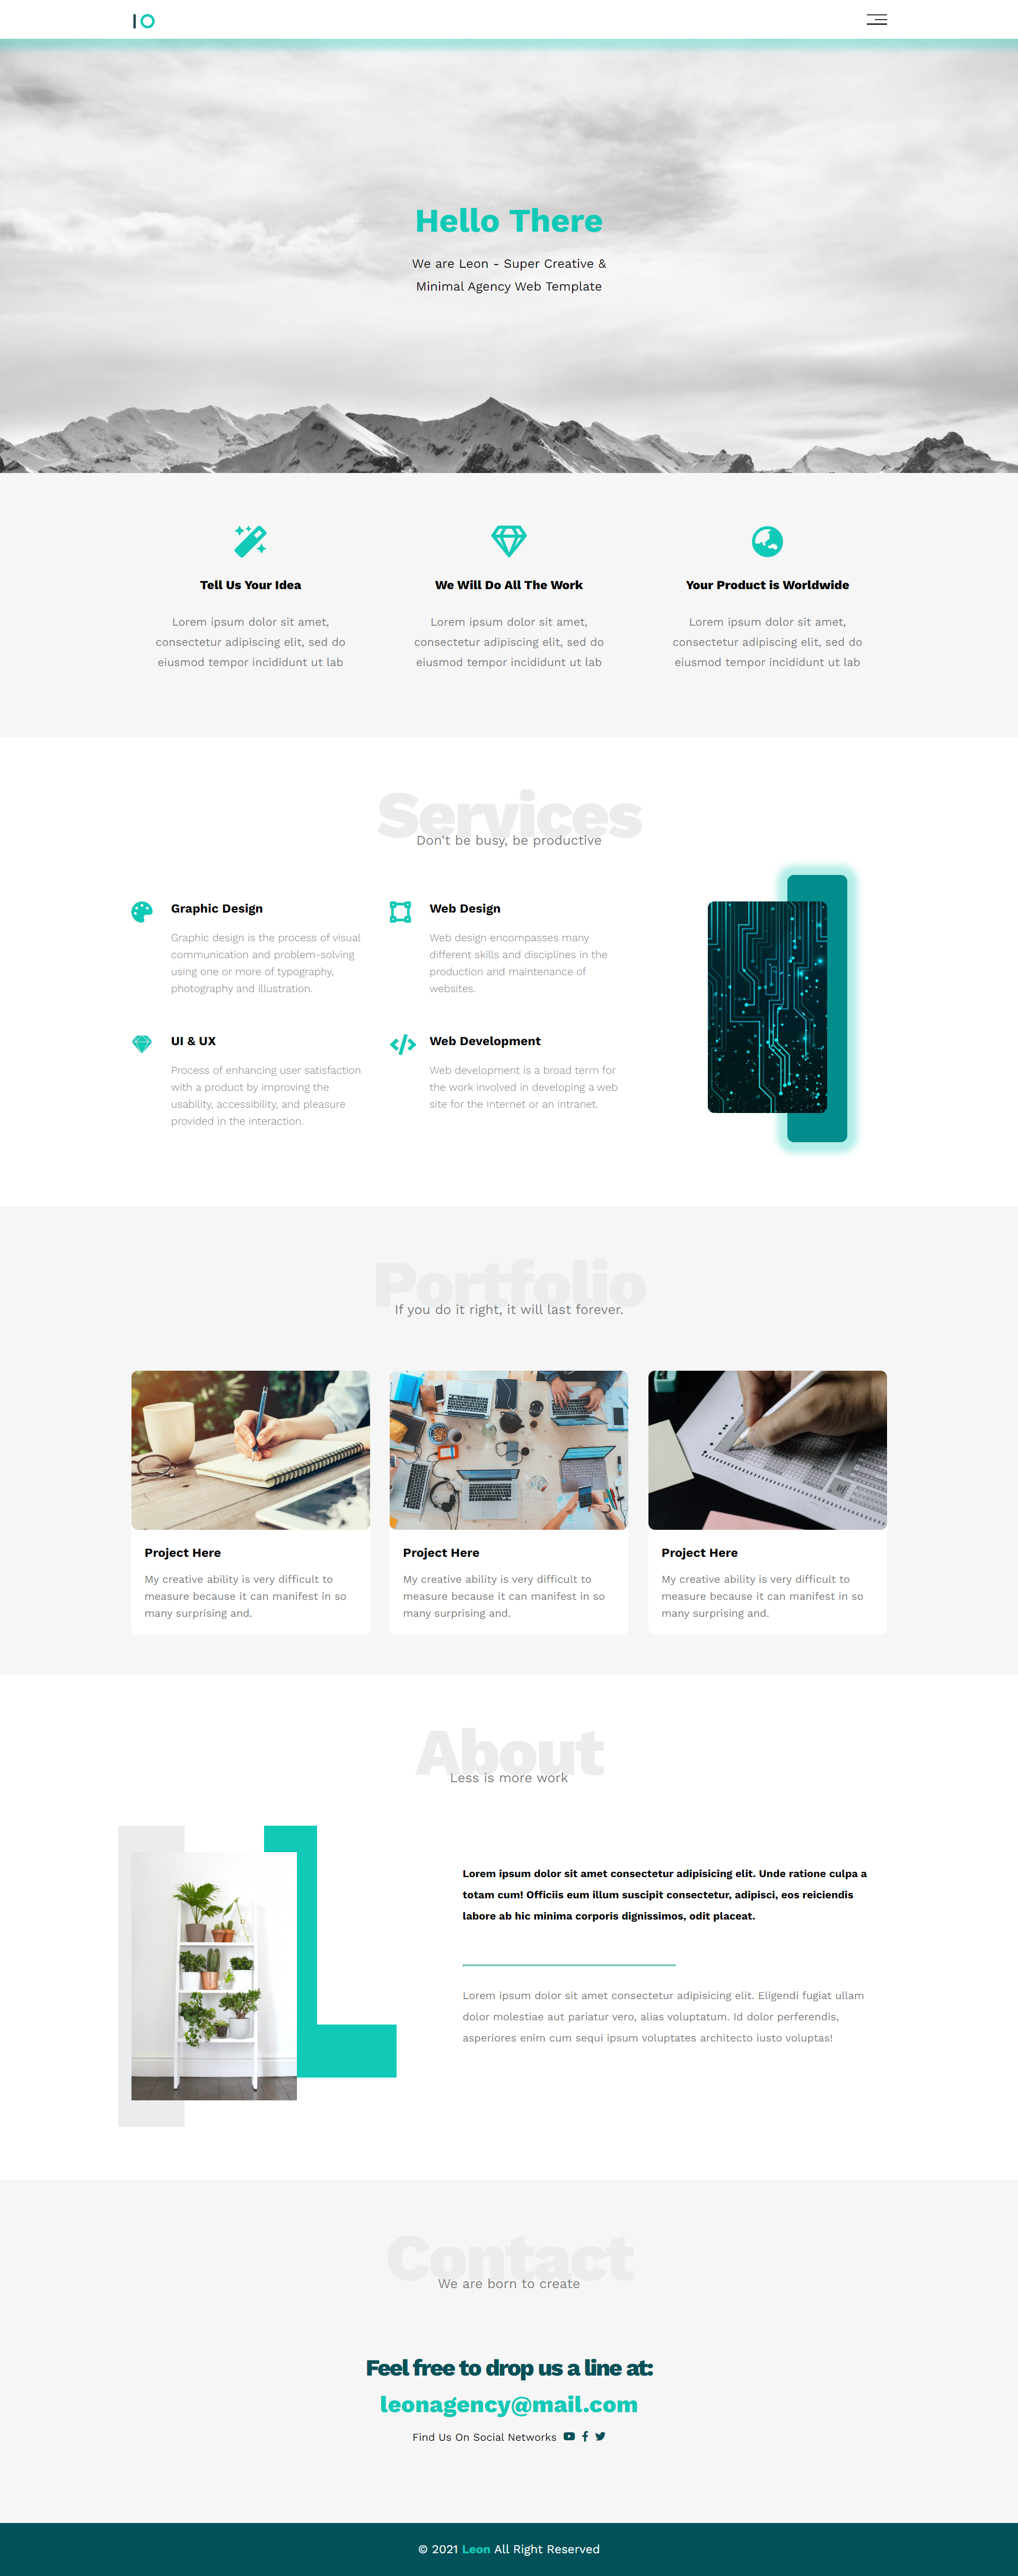 IO
Hello There
We are Leon - Super Creative &
Minimal Agency Web Template
Tell Us Your Idea
Lorem ipsum dolor sit amet,
consectetur adipiscing elit, sed do
eiusmod tempor incididunt ut lab
We Will Do All The Work
Lorem ipsum dolor sit amet,
consectetur adipiscing elit, sed do
eiusmod tempor incididunt ut lab
Your Product is Worldwide
Lorem ipsum dolor sit amet,
consectetur adipiscing elit, sed do
eiusmod tempor incididunt ut lab
Services
Don't be busy, be productive
Graphic Design
Graphic design is the process of visual
communication and problem-solving
using one or more of typography,
photography and illustration.
Web Design
Web design encompasses many
different skills and disciplines in the
production and maintenance of
websites.
UI & UX
Process of enhancing user satisfaction
with a product by improving the
usability, accessibility, and pleasure
provided in the interaction.
Web Development
Web development is a broad term for
the work involved in developing a web
site for the Internet or an intranet.
Portfolio
If you do it right, it will last forever.
Project Here
My creative ability is very difficult to
measure because it can manifest in so
many surprising and.
Project Here
My creative ability is very difficult to
measure because it can manifest in so
many surprising and.
Project Here
My creative ability is very difficult to
measure because it can manifest in so
many surprising and.
About
Less is more work
Lorem ipsum dolor sit amet consectetur adipisicing elit. Unde ratione culpa a
totam cum! Officiis eum illum suscipit consectetur, adipisci, eos reiciendis
labore ab hic minima corporis dignissimos, odit placeat.
Lorem ipsum dolor sit amet consectetur adipisicing elit. Eligendi fugiat ullam
dolor molestiae aut pariatur vero, alias voluptatum. Id dolor perferendis,
asperiores enim cum sequi ipsum voluptates architecto iusto voluptas!
Contact
We are born to create
Feel free to drop us a line at:
leonagency@mail.com
Find Us On Social Networks
© 2021 Leon All Right Reserved